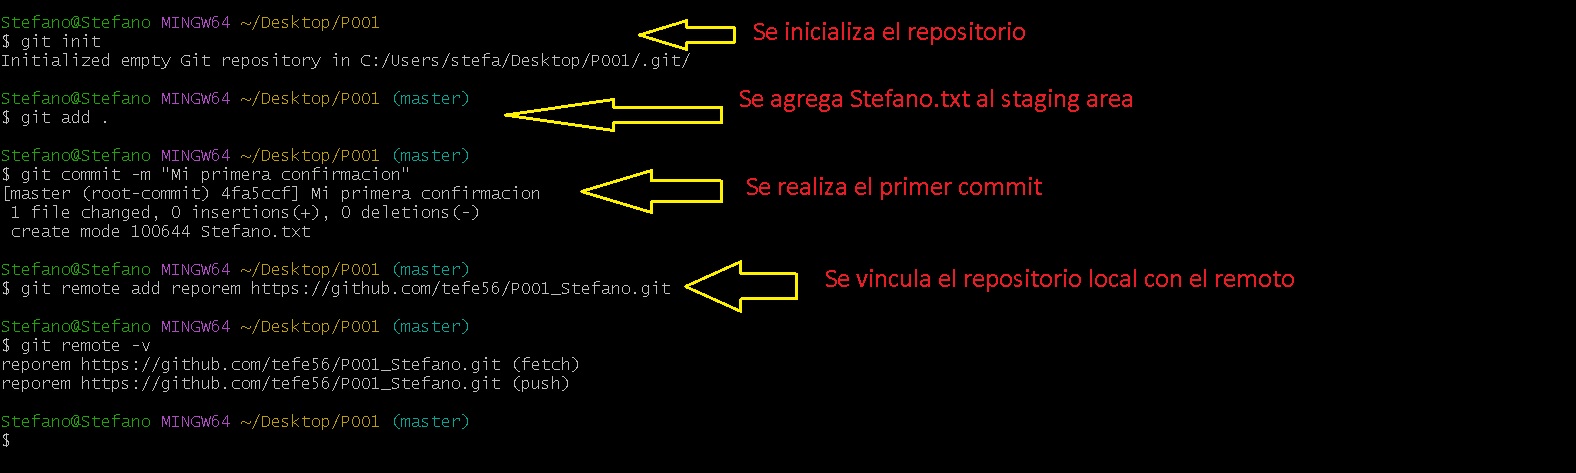 Stefano@Stefano MINGW64 ~/Desktop/P001
$ git init
Se inicializa el repositorio
Initialized empty Git repository in C:/Users/stefa/Desktop/P001/.git/
Stefano@Stefano MINGW64 ~/Desktop/P001 (master)
Se agrega Stefano.txt al staging area
$ git add .
Stefano@Stefano MINGW64 ~/Desktop/P001 (master)
$ git commit -m "Mi primera confirmacion"
Se realiza el primer commit
[master (root-commit) 4fa5ccf] Mi primera confirmacion
1 file changed, 0 insertions(+), 0 deletions(-)
create mode 100644 Stefano.txt
Stefano@Stefano MINGW64 ~/Desktop/P001 (master)
Se vincula el repositorio local con el remoto
$ git remote add reporem https://github.com/tefe56/P001_Stefano.git
Stefano@Stefano MINGW64 ~/Desktop/P001 (master)
$ git remote -v
reporem https://github.com/tefe56/P001_Stefano.git (fetch)
reporem https://github.com/tefe56/P001_Stefano.git (push)
Stefano@Stefano MINGW64 ~/Desktop/P001 (master)
$